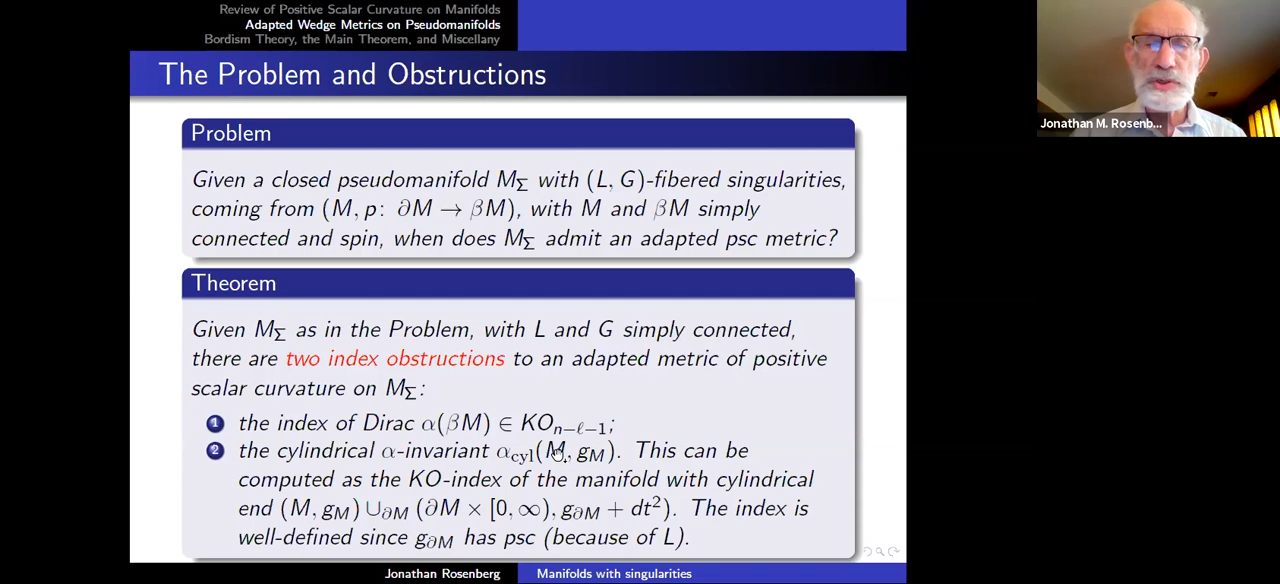 Review of Positive Scalar Curvature on Manifolds
Adapted Wedge Metrics on Pseudomanifolds
Bordism Theory, the Main Theorem, and Miscellany
The Problem and Obstructions
Problem
Given a closed pseudomanifold M_Σ with (L, G)-fibered singularities,
coming from (M, p: ∂M → βM), with M and βM simply
connected and spin, when does M_Σ admit an adapted psc metric?
Theorem
Given M_Σ as in the Problem, with L and G simply connected,
there are two index obstructions to an adapted metric of positive
scalar curvature on M_Σ:
1 the index of Dirac α(βM) ∈ KO_{n−ℓ−1};
2 the cylindrical α-invariant α_cyl(M, g_M). This can be
computed as the KO-index of the manifold with cylindrical
end (M, g_M) ∪_{∂M} (∂M × [0, ∞), g_{∂M} + dt²). The index is
well-defined since g_{∂M} has psc (because of L).
Jonathan Rosenberg
Manifolds with singularities
Jonathan M. Rosenb...